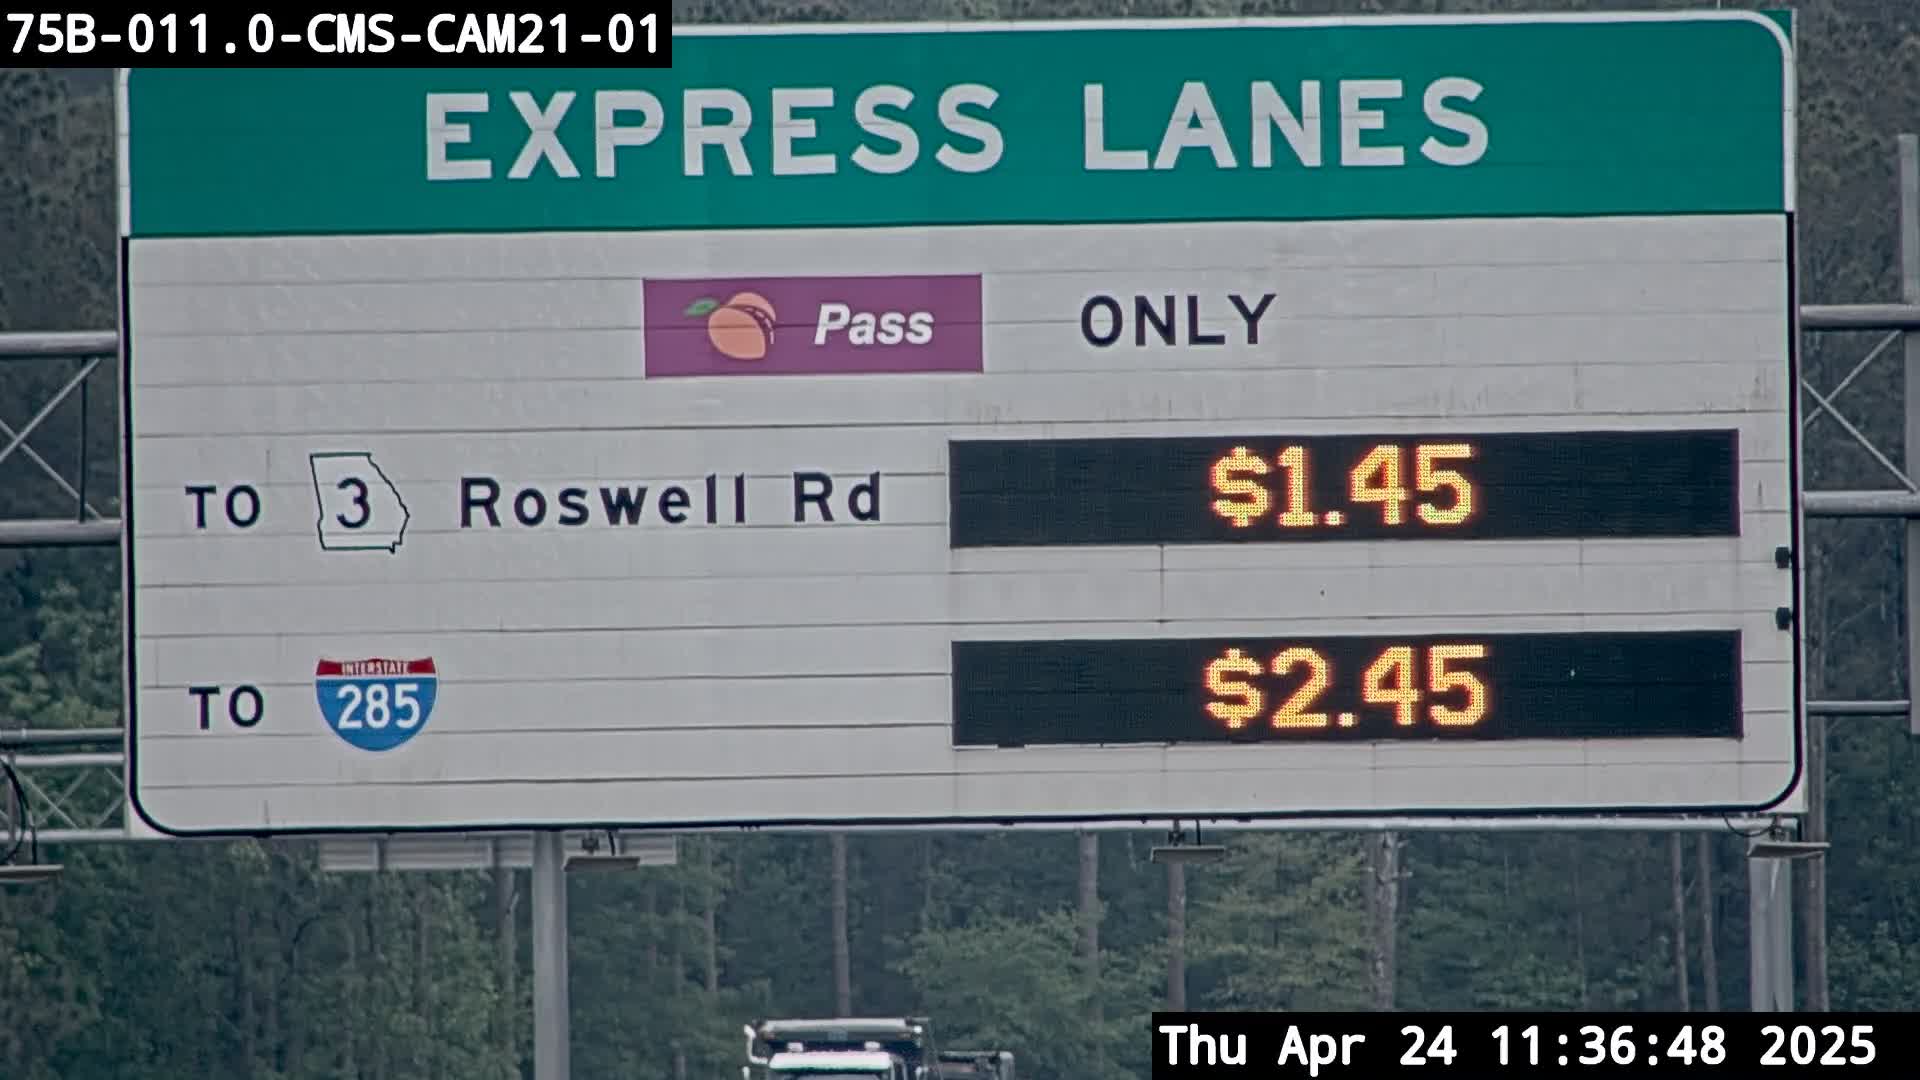 75B-011.0-CMS-CAM21-01
EXPRESS LANES
Pass ONLY
TO 3 Roswell Rd $1.45
INTERSTATE
TO 285 $2.45
Thu Apr 24 11:36:48 2025